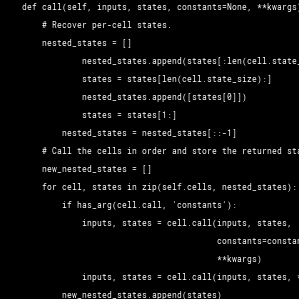 def call(self, inputs, states, constants=None, **kwargs)
# Recover per-cell states.
nested_states = []
nested_states.append(states[:len(cell.state_
states = states[len(cell.state_size):]
nested_states.append([states[0]])
states = states[1:]
nested_states = nested_states[::-1]
# Call the cells in order and store the returned sta
new_nested_states = []
for cell, states in zip(self.cells, nested_states):
if has_arg(cell.call, 'constants'):
inputs, states = cell.call(inputs, states,
constants=constan
**kwargs)
inputs, states = cell.call(inputs, states, *
new_nested_states.append(states)